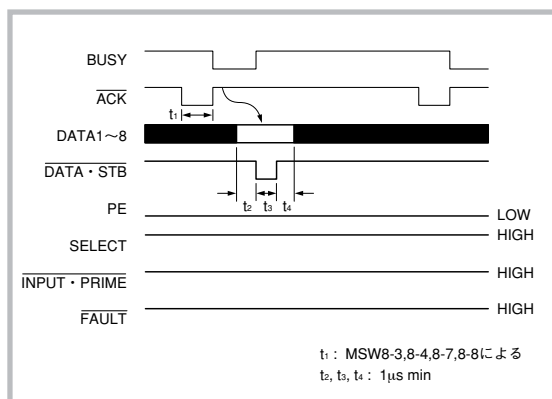 BUSY
ACK
t₁
DATA1～8
DATA・STB
t₂ t₃ t₄
PE
LOW
HIGH
SELECT
INPUT・PRIME
HIGH
FAULT
HIGH
t₁ : MSW8-3,8-4,8-7,8-8による
t₂, t₃, t₄ : 1μs min